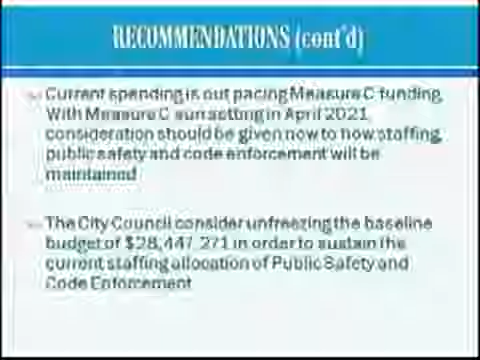 RECOMMENDATIONS (cont'd)
Current spending is out pacing Measure C funding.
With Measure C sun setting in April 2021,
consideration should be given now to how staffing,
public safety and code enforcement will be
maintained
The City Council consider unfreezing the baseline
budget of $28,447,271 in order to sustain the
current staffing allocation of Public Safety and
Code Enforcement